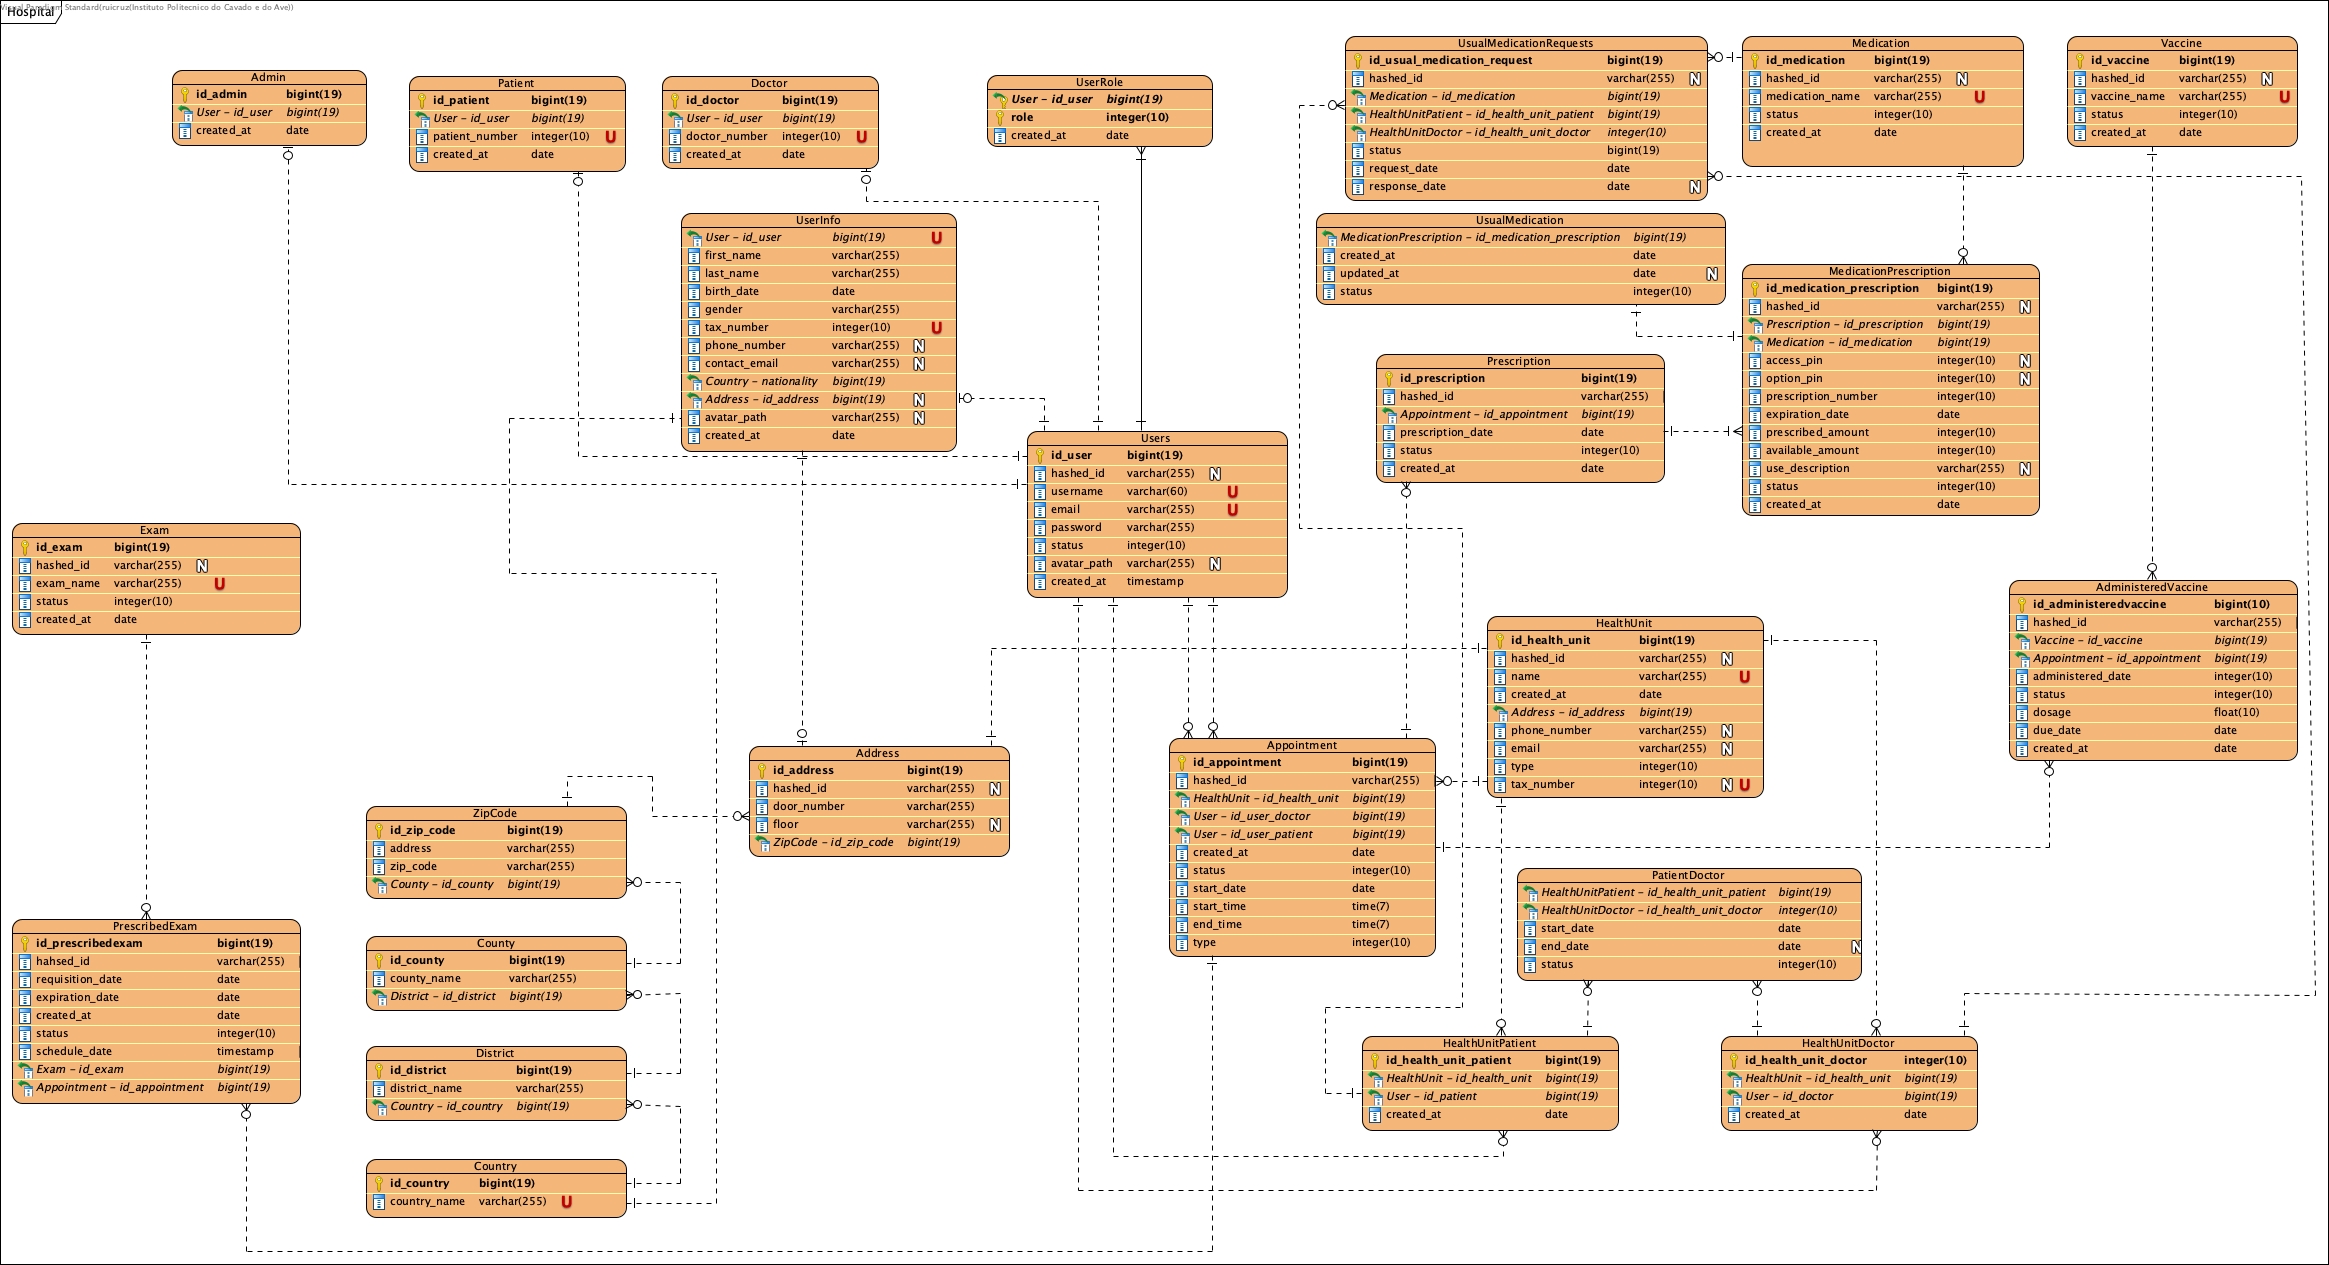 Visual Paradigm Standard(ruicruz(Instituto Politecnico do Cavado e do Ave))
Hospital
Admin
id_admin bigint(19)
User - id_user bigint(19)
created_at date
Patient
id_patient bigint(19)
User - id_user bigint(19)
patient_number integer(10) U
created_at date
Doctor
id_doctor bigint(19)
User - id_user bigint(19)
doctor_number integer(10) U
created_at date
UserRole
User - id_user bigint(19)
role integer(10)
created_at date
UsualMedicationRequests
id_usual_medication_request bigint(19)
hashed_id varchar(255) N
Medication - id_medication bigint(19)
HealthUnitPatient - id_health_unit_patient bigint(19)
HealthUnitDoctor - id_health_unit_doctor integer(10)
status bigint(19)
request_date date
response_date date N
Medication
id_medication bigint(19)
hashed_id varchar(255) N
medication_name varchar(255) U
status integer(10)
created_at date
Vaccine
id_vaccine bigint(19)
hashed_id varchar(255) N
vaccine_name varchar(255) U
status integer(10)
created_at date
UserInfo
User - id_user bigint(19) U
first_name varchar(255)
last_name varchar(255)
birth_date date
gender varchar(255)
tax_number integer(10) U
phone_number varchar(255) N
contact_email varchar(255) N
Country - nationality bigint(19)
Address - id_address bigint(19) N
avatar_path varchar(255) N
created_at date
UsualMedication
MedicationPrescription - id_medication_prescription bigint(19)
created_at date
updated_at date N
status integer(10)
MedicationPrescription
id_medication_prescription bigint(19)
hashed_id varchar(255) N
Prescription - id_prescription bigint(19)
Medication - id_medication bigint(19)
access_pin integer(10) N
option_pin integer(10) N
prescription_number integer(10)
expiration_date date
prescribed_amount integer(10)
available_amount integer(10)
use_description varchar(255) N
status integer(10)
created_at date
Prescription
id_prescription bigint(19)
hashed_id varchar(255)
Appointment - id_appointment bigint(19)
prescription_date date
status integer(10)
created_at date
Users
id_user bigint(19)
hashed_id varchar(255) N
username varchar(60) U
email varchar(255) U
password varchar(255)
status integer(10)
avatar_path varchar(255) N
created_at timestamp
Exam
id_exam bigint(19)
hashed_id varchar(255) N
exam_name varchar(255) U
status integer(10)
created_at date
AdministeredVaccine
id_administeredvaccine bigint(10)
hashed_id varchar(255)
Vaccine - id_vaccine bigint(19)
Appointment - id_appointment bigint(19)
administered_date integer(10)
status integer(10)
dosage float(10)
due_date date
created_at date
HealthUnit
id_health_unit bigint(19)
hashed_id varchar(255) N
name varchar(255) U
created_at date
Address - id_address bigint(19)
phone_number varchar(255) N
email varchar(255) N
type integer(10)
tax_number integer(10) N U
Appointment
id_appointment bigint(19)
hashed_id varchar(255)
HealthUnit - id_health_unit bigint(19)
User - id_user_doctor bigint(19)
User - id_user_patient bigint(19)
created_at date
status integer(10)
start_date date
start_time time(7)
end_time time(7)
type integer(10)
Address
id_address bigint(19)
hashed_id varchar(255) N
door_number varchar(255)
floor varchar(255) N
ZipCode - id_zip_code bigint(19)
ZipCode
id_zip_code bigint(19)
address varchar(255)
zip_code varchar(255)
County - id_county bigint(19)
PatientDoctor
HealthUnitPatient - id_health_unit_patient bigint(19)
HealthUnitDoctor - id_health_unit_doctor integer(10)
start_date date
end_date date N
status integer(10)
PrescribedExam
id_prescribedexam bigint(19)
hahsed_id varchar(255)
requisition_date date
expiration_date date
created_at date
status integer(10)
schedule_date timestamp
Exam - id_exam bigint(19)
Appointment - id_appointment bigint(19)
County
id_county bigint(19)
county_name varchar(255)
District - id_district bigint(19)
District
id_district bigint(19)
district_name varchar(255)
Country - id_country bigint(19)
HealthUnitPatient
id_health_unit_patient bigint(19)
HealthUnit - id_health_unit bigint(19)
User - id_patient bigint(19)
created_at date
HealthUnitDoctor
id_health_unit_doctor integer(10)
HealthUnit - id_health_unit bigint(19)
User - id_doctor bigint(19)
created_at date
Country
id_country bigint(19)
country_name varchar(255) U